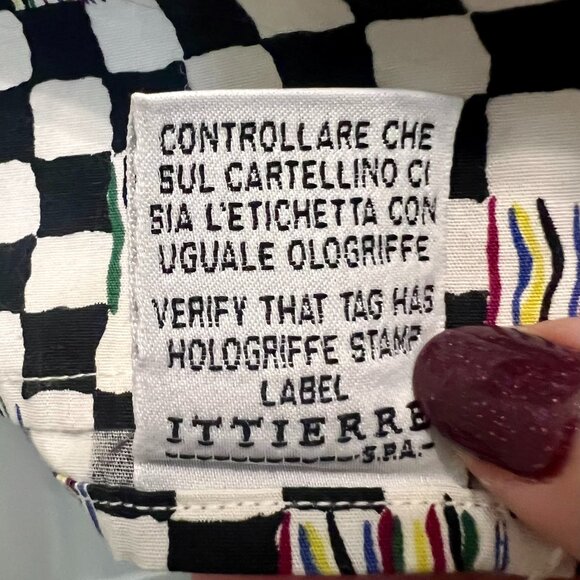 CONTROLLARE CHE
SUL CARTELLINO CI
SIA L'ETICHETTA CON
UGUALE OLOGRIFFE
VERIFY THAT TAG HAS
HOLOGRIFFE STAMP
LABEL
ITTIERRE
S.P.A.